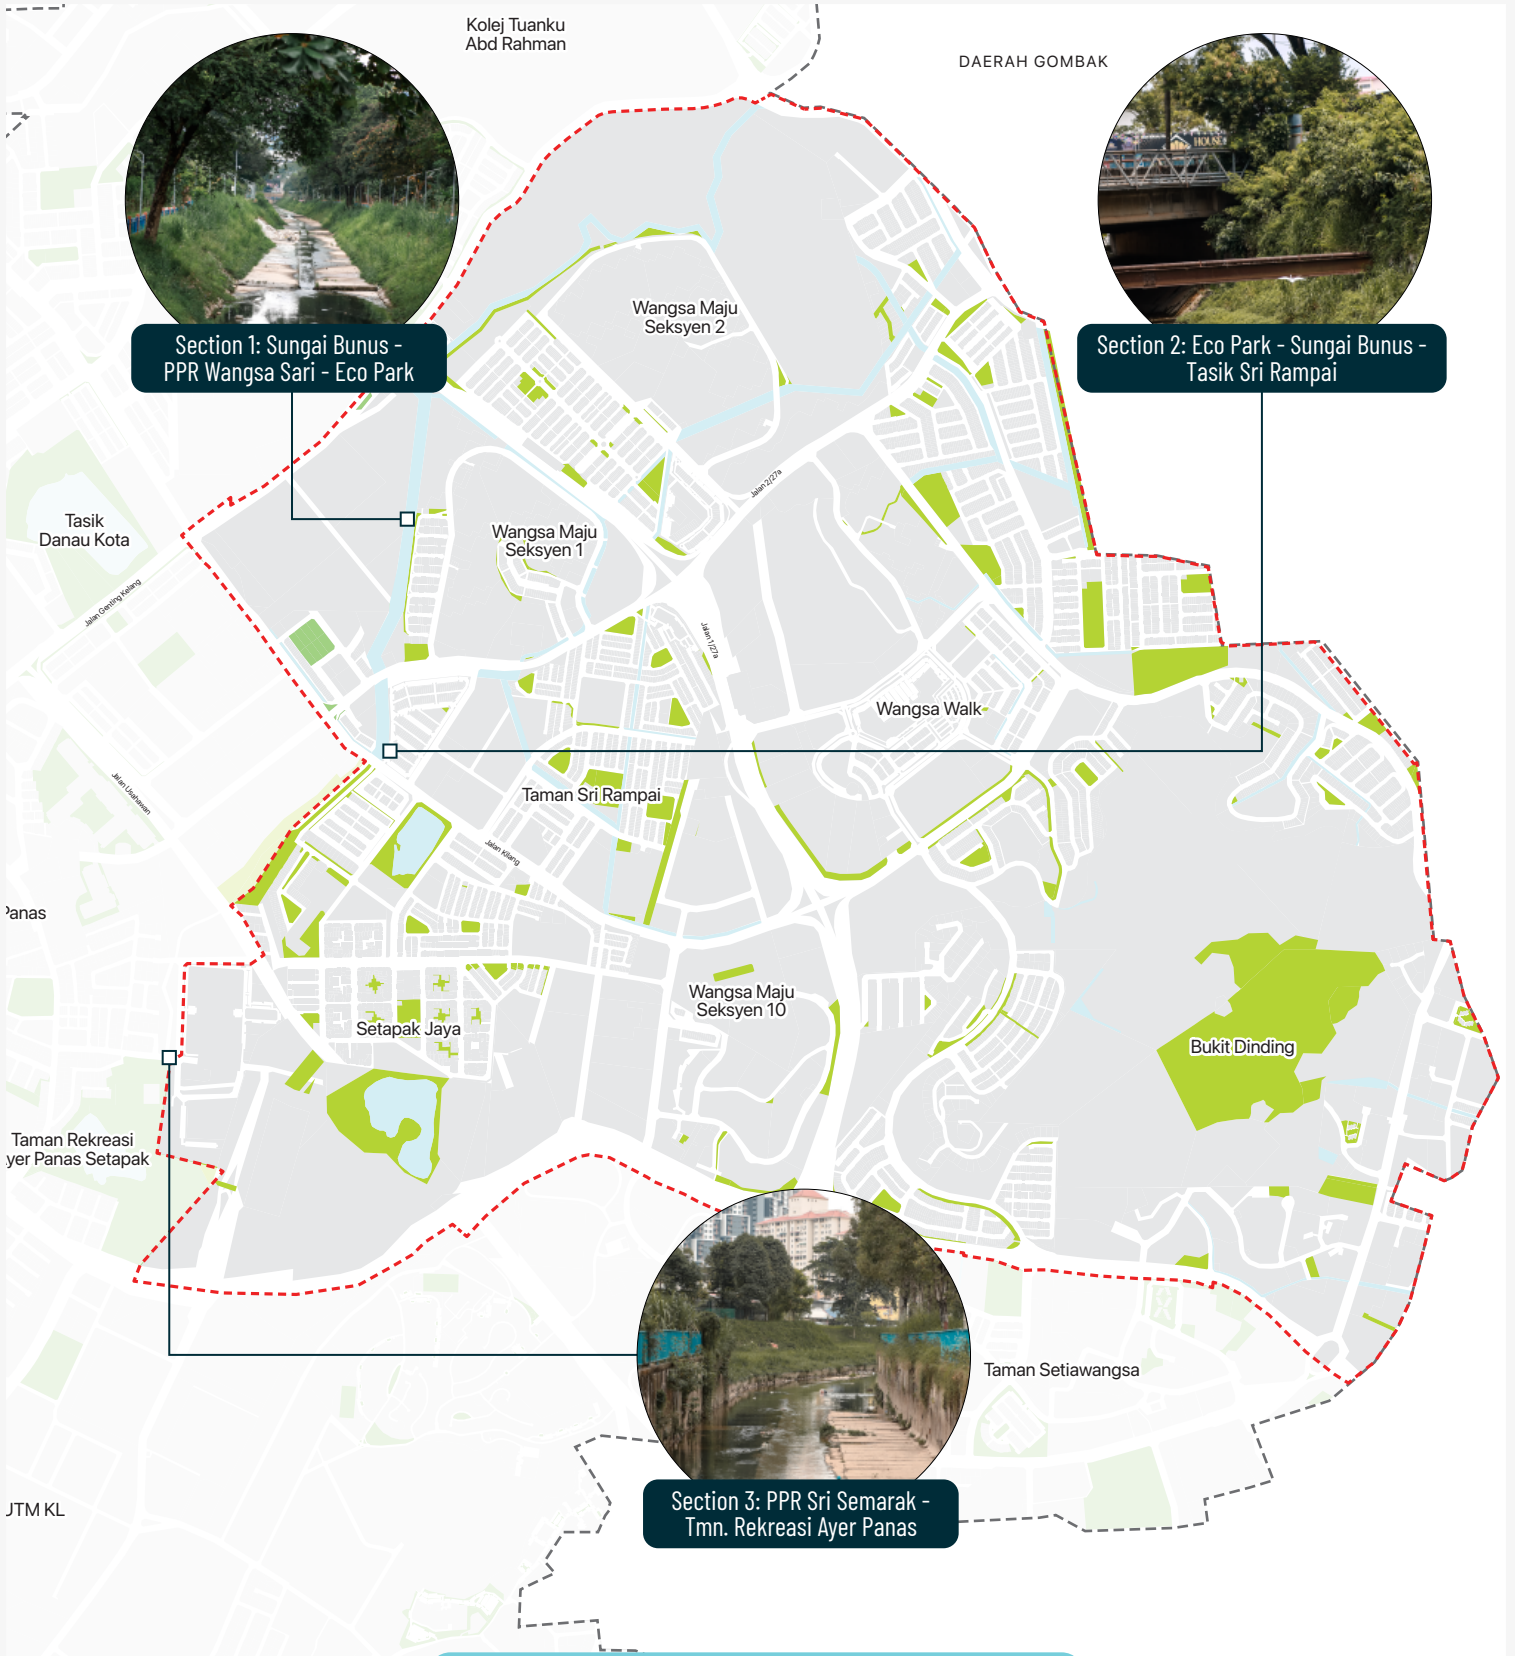 Kolej Tuanku
Abd Rahman
DAERAH GOMBAK
HOUSE
Section 1: Sungai Bunus -
PPR Wangsa Sari - Eco Park
Section 2: Eco Park - Sungai Bunus -
Tasik Sri Rampai
Wangsa Maju
Seksyen 2
Jalan 2/27a
Tasik
Danau Kota
Wangsa Maju
Seksyen 1
Jalan Genting Kelang
Jalan 1/27a
Wangsa Walk
Jalan Usahawan
Taman Sri Rampai
Jalan Kilang
Panas
Wangsa Maju
Seksyen 10
Setapak Jaya
Bukit Dinding
Taman Rekreasi
yer Panas Setapak
Taman Setiawangsa
Section 3: PPR Sri Semarak -
Tmn. Rekreasi Ayer Panas
UTM KL